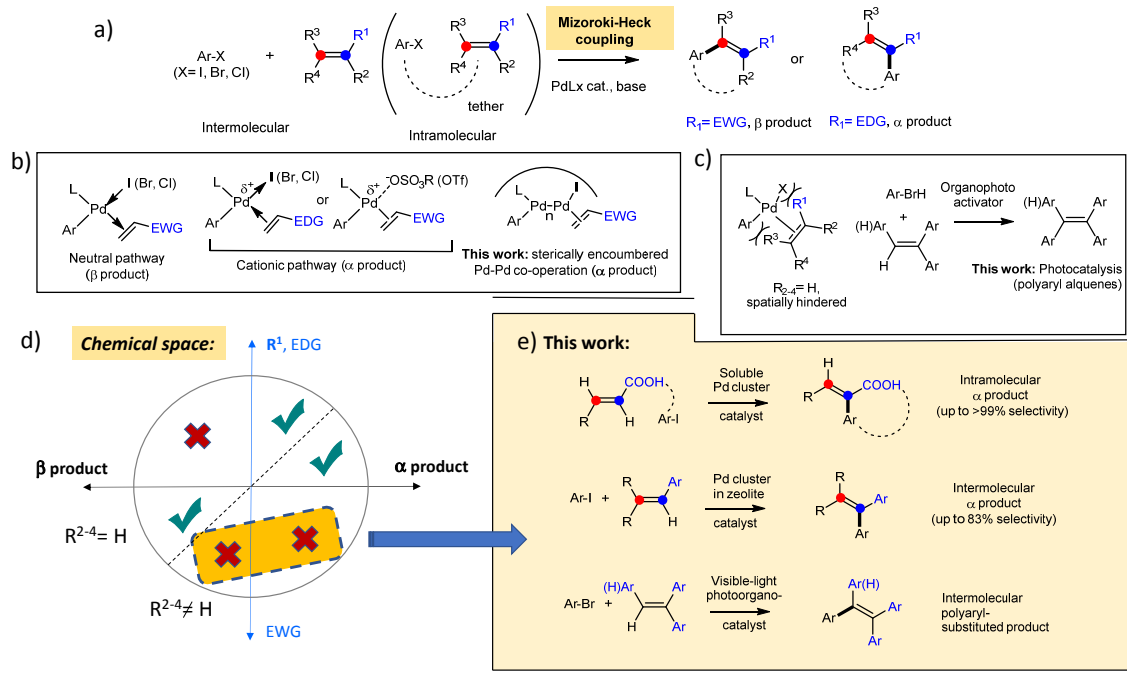 a)
Ar-X
(X= I, Br, Cl)
+
R3
R1
R4
R2
Intermolecular
Ar-X
R3
R1
R4
R2
tether
Intramolecular
Mizoroki-Heck
coupling
PdLx cat., base
R3
Ar
R1
R4
R2
R1= EWG, β product
or
R3
R4
R1
Ar
R1= EDG, α product
b)
L
I (Br, Cl)
Pd
Ar
EWG
Neutral pathway
(β product)
L
δ+
I (Br, Cl)
Pd
Ar
EDG
or
L
δ+
-OSO2R (OTf)
Pd
Ar
EWG
Cationic pathway (α product)
L
I
Pd-Pd
n
Ar
EWG
This work: sterically encoumbered
Pd-Pd co-operation (α product)
c)
L
X
Pd
R1
Ar
R3
R2
R4
R2-4= H,
spatially hindered
Ar-BrH
+
(H)Ar
Ar
H
Ar
Organophoto
activator
(H)Ar
Ar
Ar
Ar
This work: Photocatalysis
(polyaryl alquenes)
d)
Chemical space:
R1, EDG
β product
α product
R2-4= H
R2-4≠ H
EWG
e) This work:
H
COOH
R
H
Ar-I
Soluble
Pd cluster
catalyst
H
R
COOH
Ar
Intramolecular
α product
(up to >99% selectivity)
Ar-I +
R
Ar
R
H
Pd cluster
in zeolite
catalyst
R
R
Ar
Ar
Intermolecular
α product
(up to 83% selectivity)
Ar-Br +
(H)Ar
Ar
H
Ar
Visible-light
photoorgano-
catalyst
Ar(H)
Ar
Ar
Ar
Intermolecular
polyaryl-
substituted product